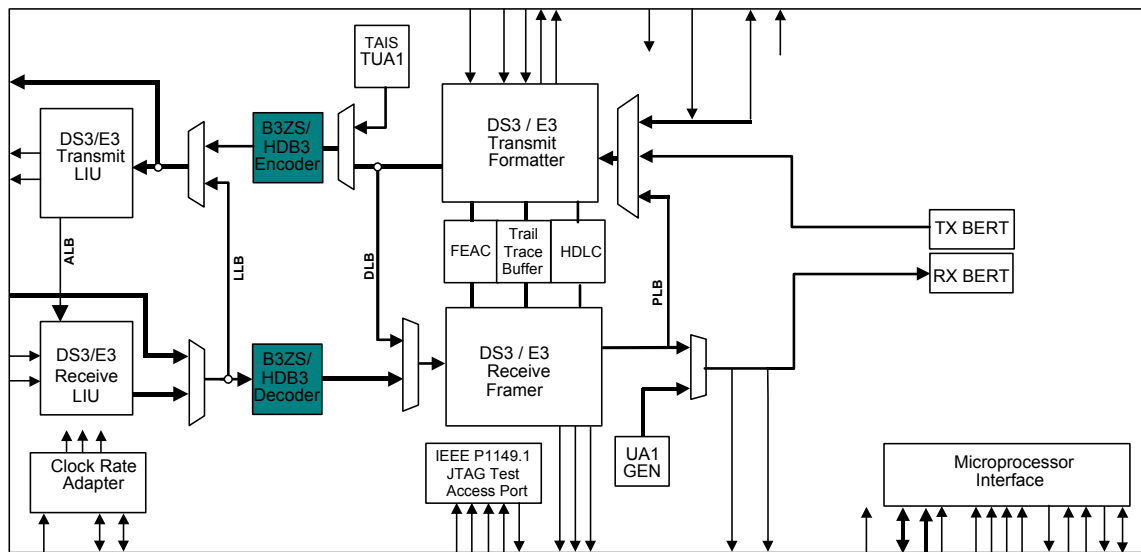 TAIS
TUA1
DS3/E3
Transmit
LIU
B3ZS/
HDB3
Encoder
DS3 / E3
Transmit
Formatter
FEAC
Trail
Trace
Buffer
HDLC
TX BERT
RX BERT
ALB
LLB
DLB
PLB
DS3/E3
Receive
LIU
B3ZS/
HDB3
Decoder
DS3 / E3
Receive
Framer
UA1
GEN
Clock Rate
Adapter
IEEE P1149.1
JTAG Test
Access Port
Microprocessor
Interface